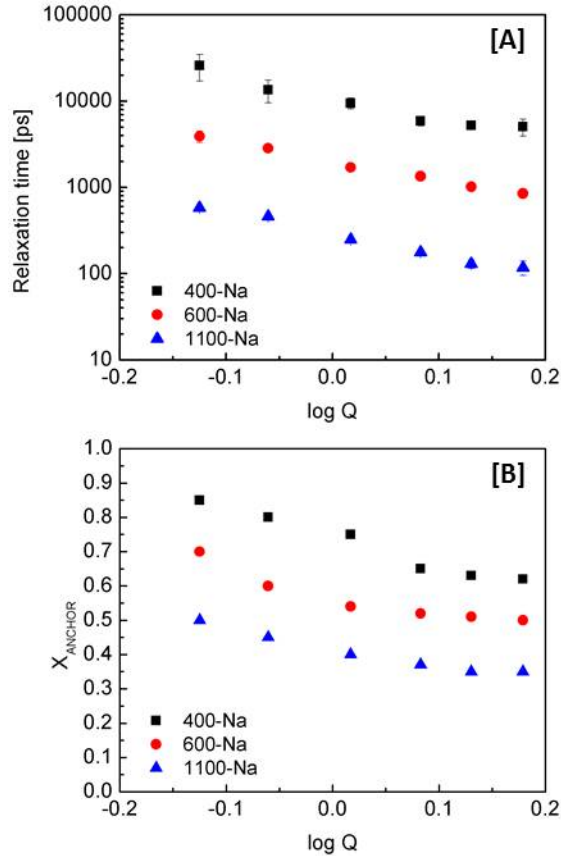 [A]
100000
10000
1000
100
10
Relaxation time [ps]
400-Na
600-Na
1100-Na
-0.2 -0.1 0.0 0.1 0.2
log Q
[B]
1.0
0.9
0.8
0.7
0.6
0.5
0.4
0.3
0.2
0.1
0.0
X_ANCHOR
400-Na
600-Na
1100-Na
-0.2 -0.1 0.0 0.1 0.2
log Q